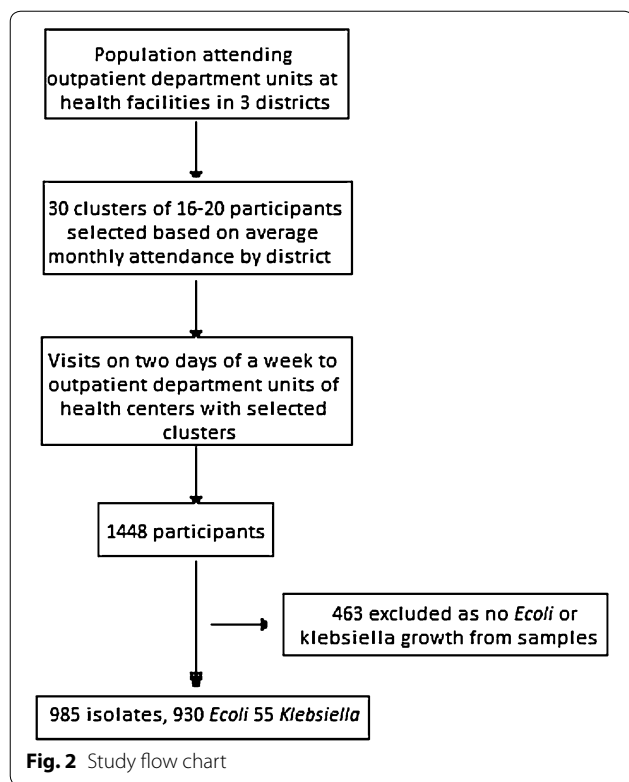 Population attending
outpatient department units at
health facilities in 3 districts
30 clusters of 16-20 participants
selected based on average
monthly attendance by district
Visits on two days of a week to
outpatient department units of
health centers with selected
clusters
1448 participants
463 excluded as no Ecoli or
klebsiella growth from samples
985 isolates, 930 Ecoli 55 Klebsiella
Fig. 2 Study flow chart